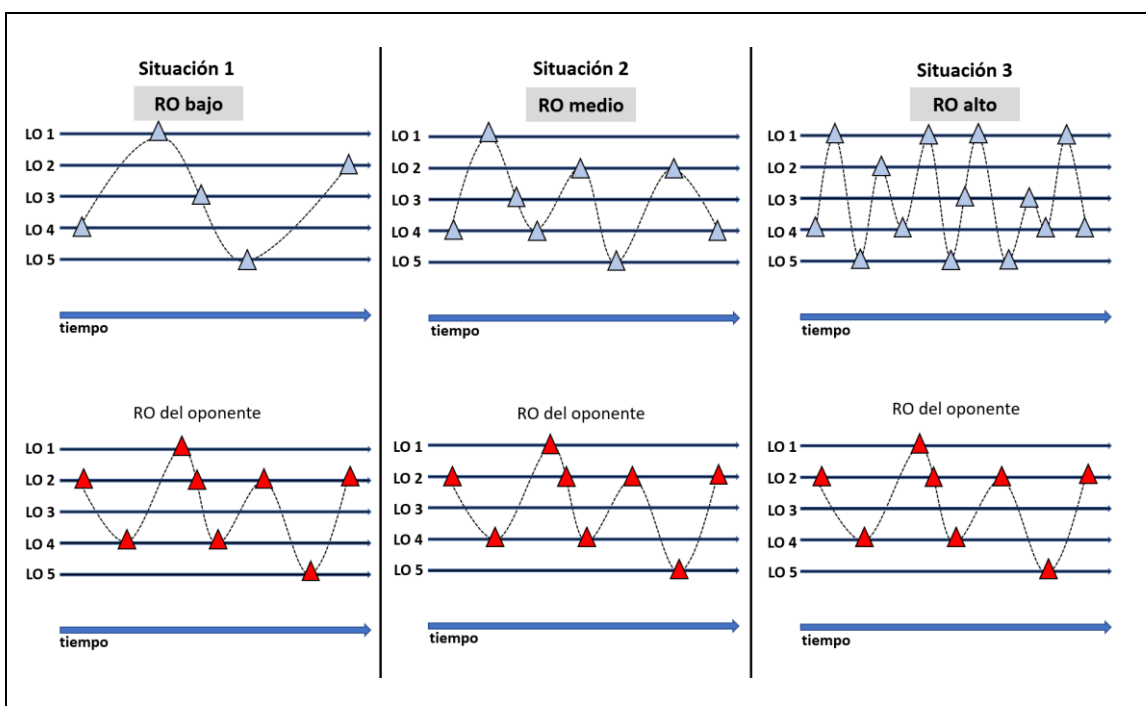 Situación 1
RO bajo
LO 1
LO 2
LO 3
LO 4
LO 5
tiempo
RO del oponente
LO 1
LO 2
LO 3
LO 4
LO 5
tiempo
Situación 2
RO medio
LO 1
LO 2
LO 3
LO 4
LO 5
tiempo
RO del oponente
LO 1
LO 2
LO 3
LO 4
LO 5
tiempo
Situación 3
RO alto
LO 1
LO 2
LO 3
LO 4
LO 5
tiempo
RO del oponente
LO 1
LO 2
LO 3
LO 4
LO 5
tiempo